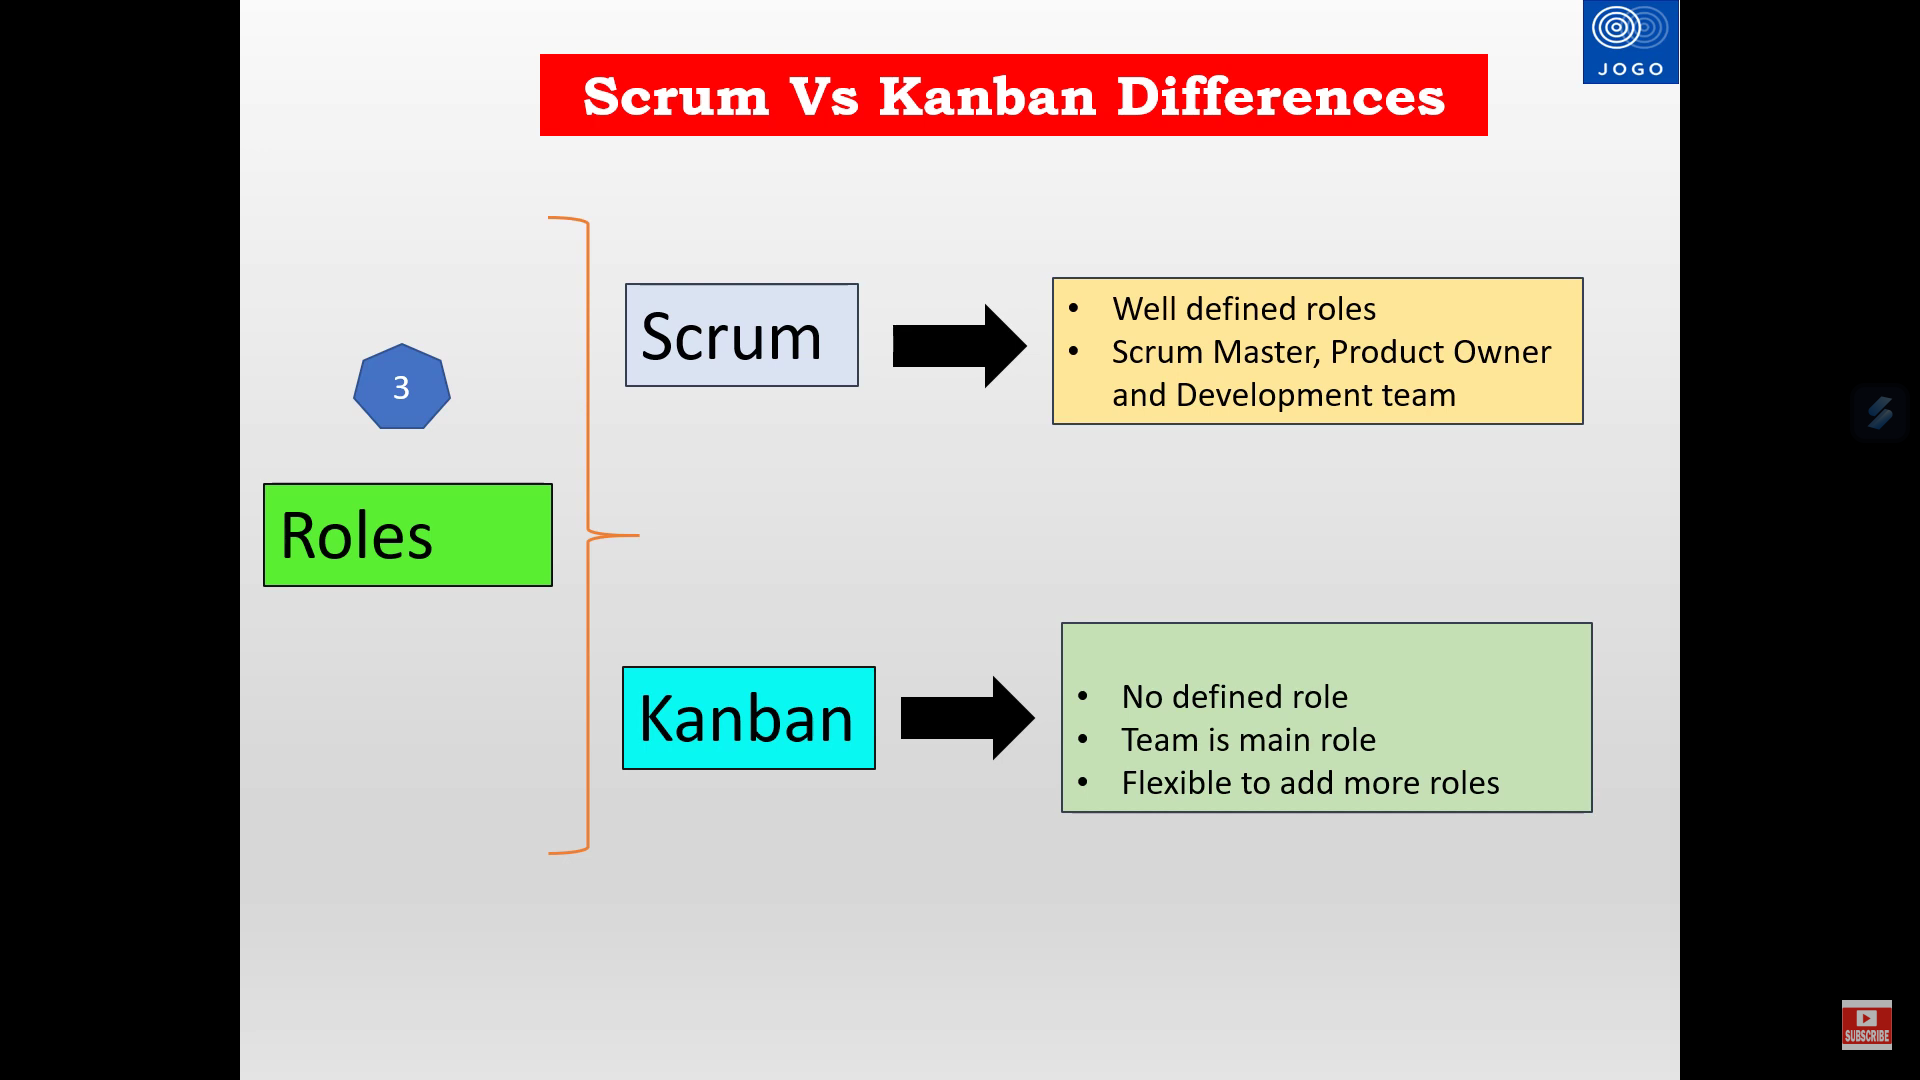 JOGO
Scrum Vs Kanban Differences
3
Roles
Scrum
• Well defined roles
• Scrum Master, Product Owner
and Development team
Kanban
• No defined role
• Team is main role
• Flexible to add more roles
SUBSCRIBE